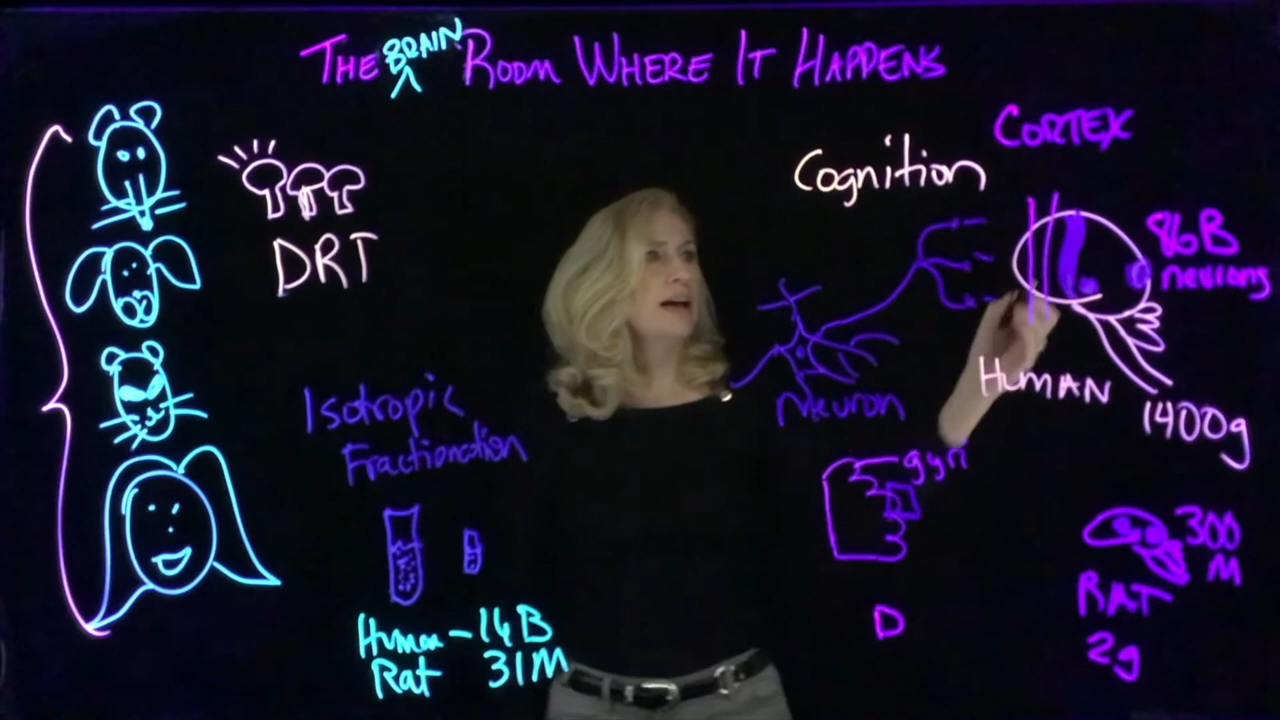 THE BRAIN ROOM WHERE IT HAPPENS
CORTEX
Cognition
DRT
86B
neurons
HUMAN
1400g
Neuron
Isotropic
Fractionation
gyri
300
M
RAT
2g
D
Human - 16B
Rat 31M